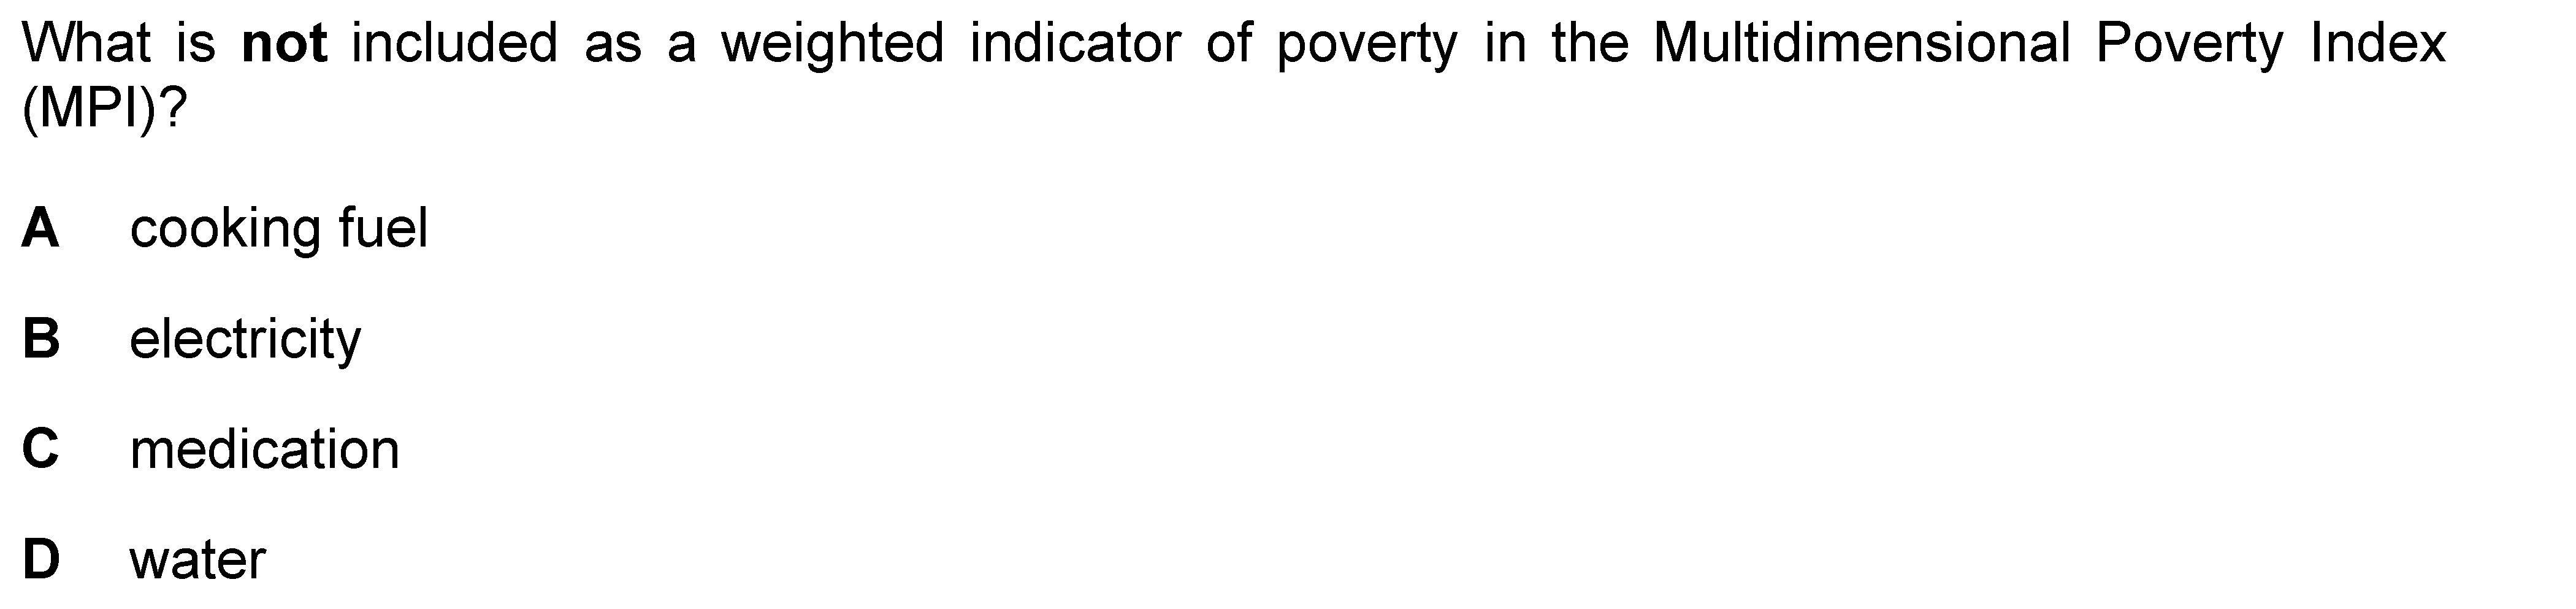 What is not included as a weighted indicator of poverty in the Multidimensional Poverty Index
(MPI)?
A cooking fuel
B electricity
C medication
D water